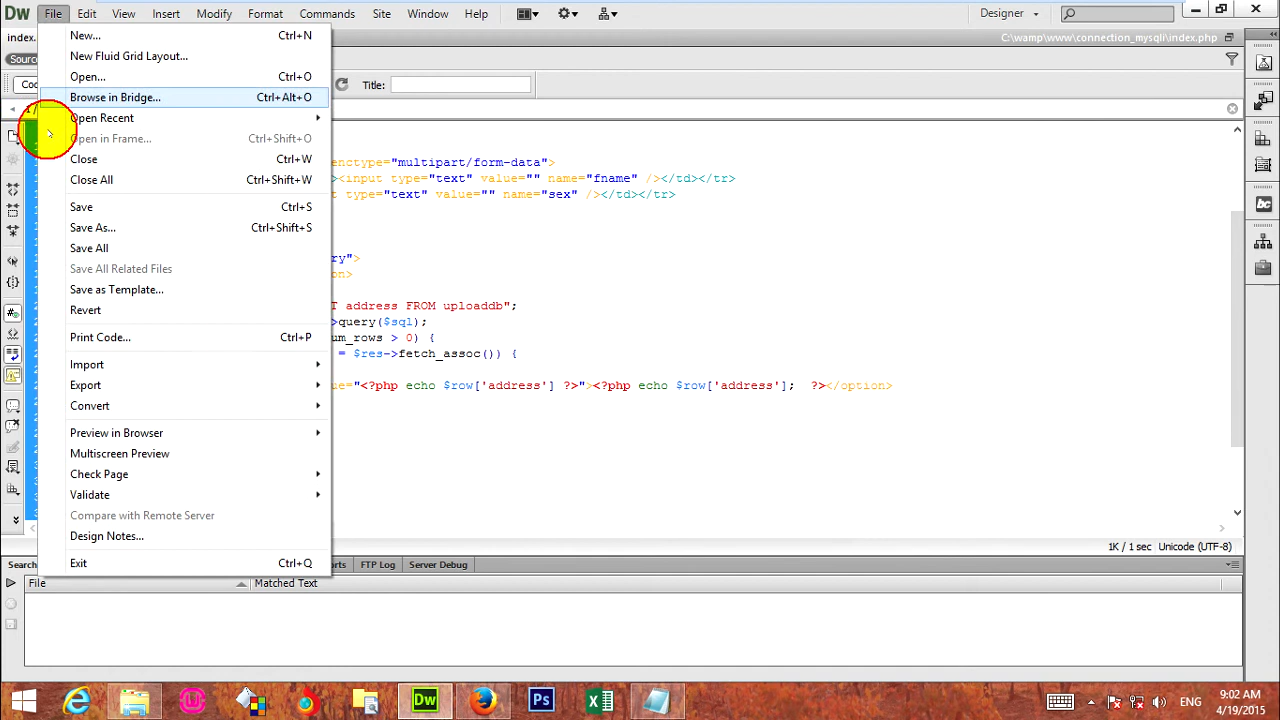 Dw File Edit View Insert Modify Format Commands Site Window Help Designer
index. C:\wamp\www\connection_mysqli\index.php
New... Ctrl+N
New Fluid Grid Layout...
Open... Ctrl+O
Title:
Browse in Bridge... Ctrl+Alt+O
Open Recent
Open in Frame... Ctrl+Shift+O
Close Ctrl+W
Close All Ctrl+Shift+W
Save Ctrl+S
Save As... Ctrl+Shift+S
Save All
Save All Related Files
Save as Template...
Revert
Print Code... Ctrl+P
Import
Export
Convert
Preview in Browser
Multiscreen Preview
Check Page
Validate
Compare with Remote Server
Design Notes...
Exit Ctrl+Q
enctype="multipart/form-data">
><input type="text" value="" name="fname" /></td></tr>
t type="text" value="" name="sex" /></td></tr>
ry">
on>
T address FROM uploaddb";
>query($sql);
um_rows > 0) {
= $res->fetch_assoc()) {
ue="<?php echo $row['address'] ?>"><?php echo $row['address'];  ?></option>
1K / 1 sec Unicode (UTF-8)
Search orts FTP Log Server Debug
File Matched Text
bc
Dw Ps ENG 9:02 AM
4/19/2015